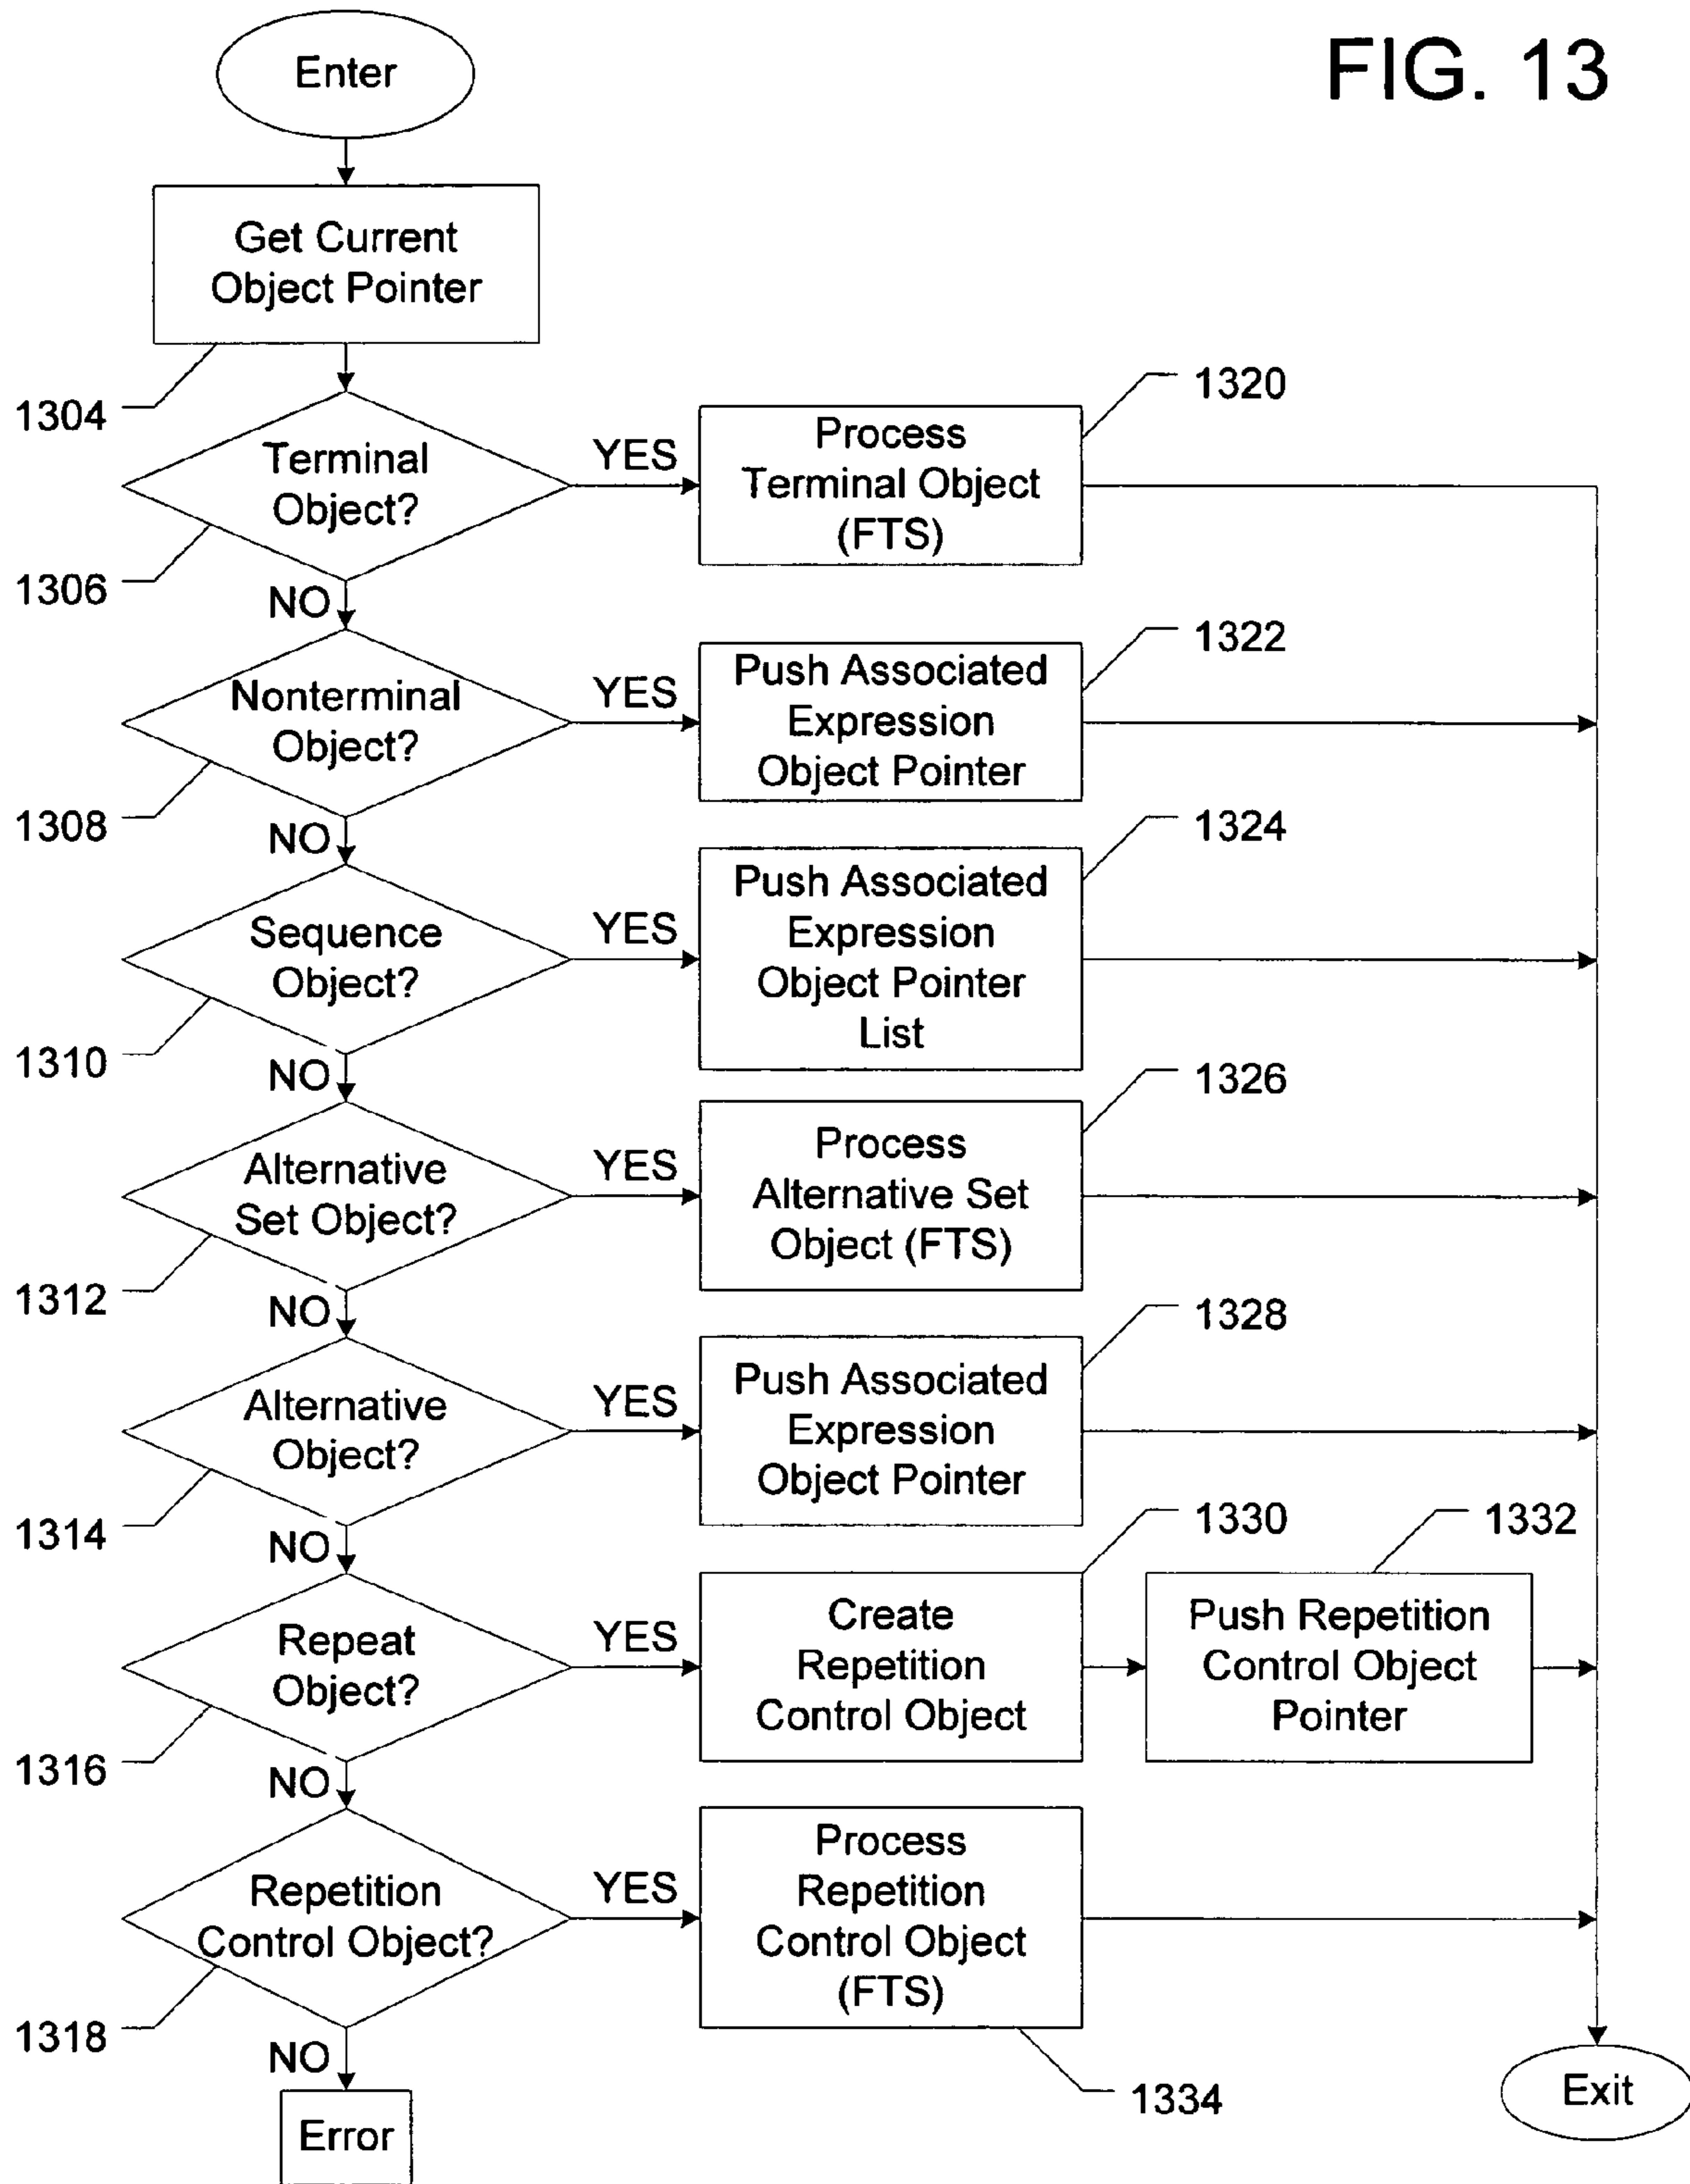 FIG. 13
Enter
Get Current
Object Pointer
1304
Terminal
Object?
1306
YES
Process
Terminal Object
(FTS)
1320
NO
Nonterminal
Object?
1308
YES
Push Associated
Expression
Object Pointer
1322
NO
Sequence
Object?
1310
YES
Push Associated
Expression
Object Pointer
List
1324
NO
Alternative
Set Object?
1312
YES
Process
Alternative Set
Object (FTS)
1326
NO
Alternative
Object?
1314
YES
Push Associated
Expression
Object Pointer
1328
NO
Repeat
Object?
1316
YES
Create
Repetition
Control Object
1330
Push Repetition
Control Object
Pointer
1332
NO
Repetition
Control Object?
1318
YES
Process
Repetition
Control Object
(FTS)
1334
NO
Error
Exit